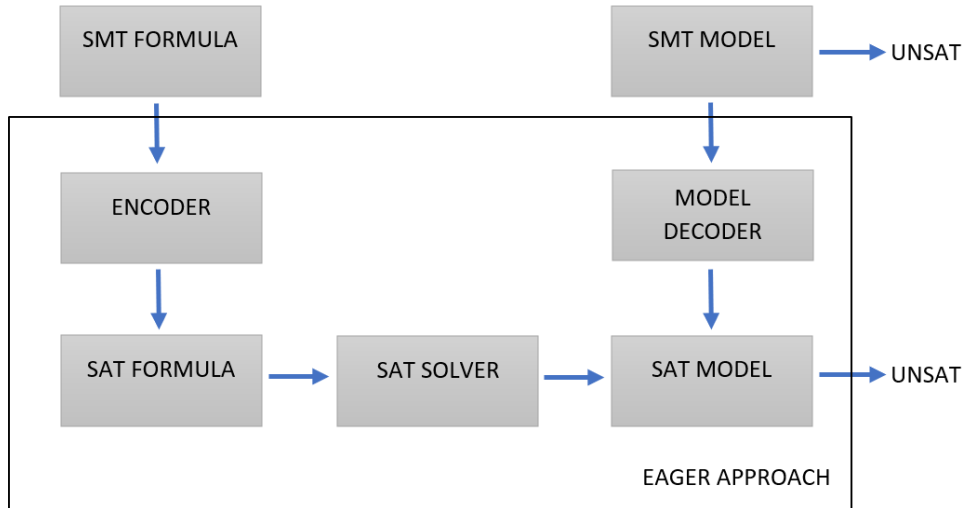 SMT FORMULA
SMT MODEL
UNSAT
ENCODER
MODEL
DECODER
SAT FORMULA
SAT SOLVER
SAT MODEL
UNSAT
EAGER APPROACH